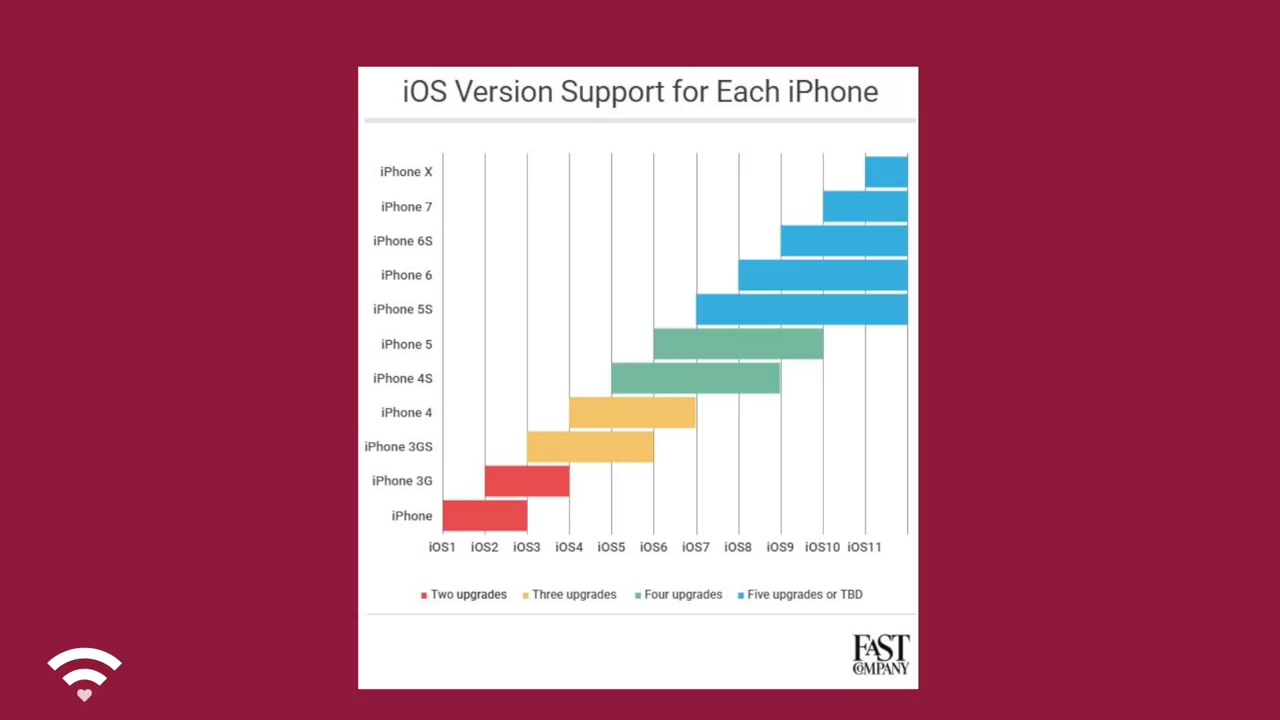 iOS Version Support for Each iPhone
iPhone X
iPhone 7
iPhone 6S
iPhone 6
iPhone 5S
iPhone 5
iPhone 4S
iPhone 4
iPhone 3GS
iPhone 3G
iPhone
iOS1 iOS2 iOS3 iOS4 iOS5 iOS6 iOS7 iOS8 iOS9 iOS10 iOS11
Two upgrades Three upgrades Four upgrades Five upgrades or TBD
FAST
COMPANY